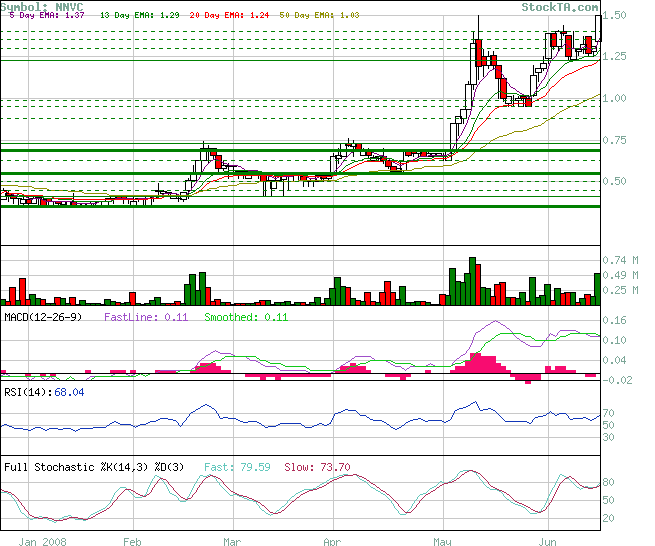 Symbol: NNVC StockTA.com
5 Day EMA: 1.37 13 Day EMA: 1.29 20 Day EMA: 1.24 50 Day EMA: 1.03
1.50
1.25
1.00
0.75
0.50
0.74 M
0.49 M
0.25 M
MACD(12-26-9) FastLine: 0.11 Smoothed: 0.11
0.16
0.10
0.04
-0.02
RSI(14):68.04
70
50
30
Full Stochastic %K(14,3) %D(3) Fast: 79.59 Slow: 73.70
80
50
20
Jan 2008 Feb Mar Apr May Jun